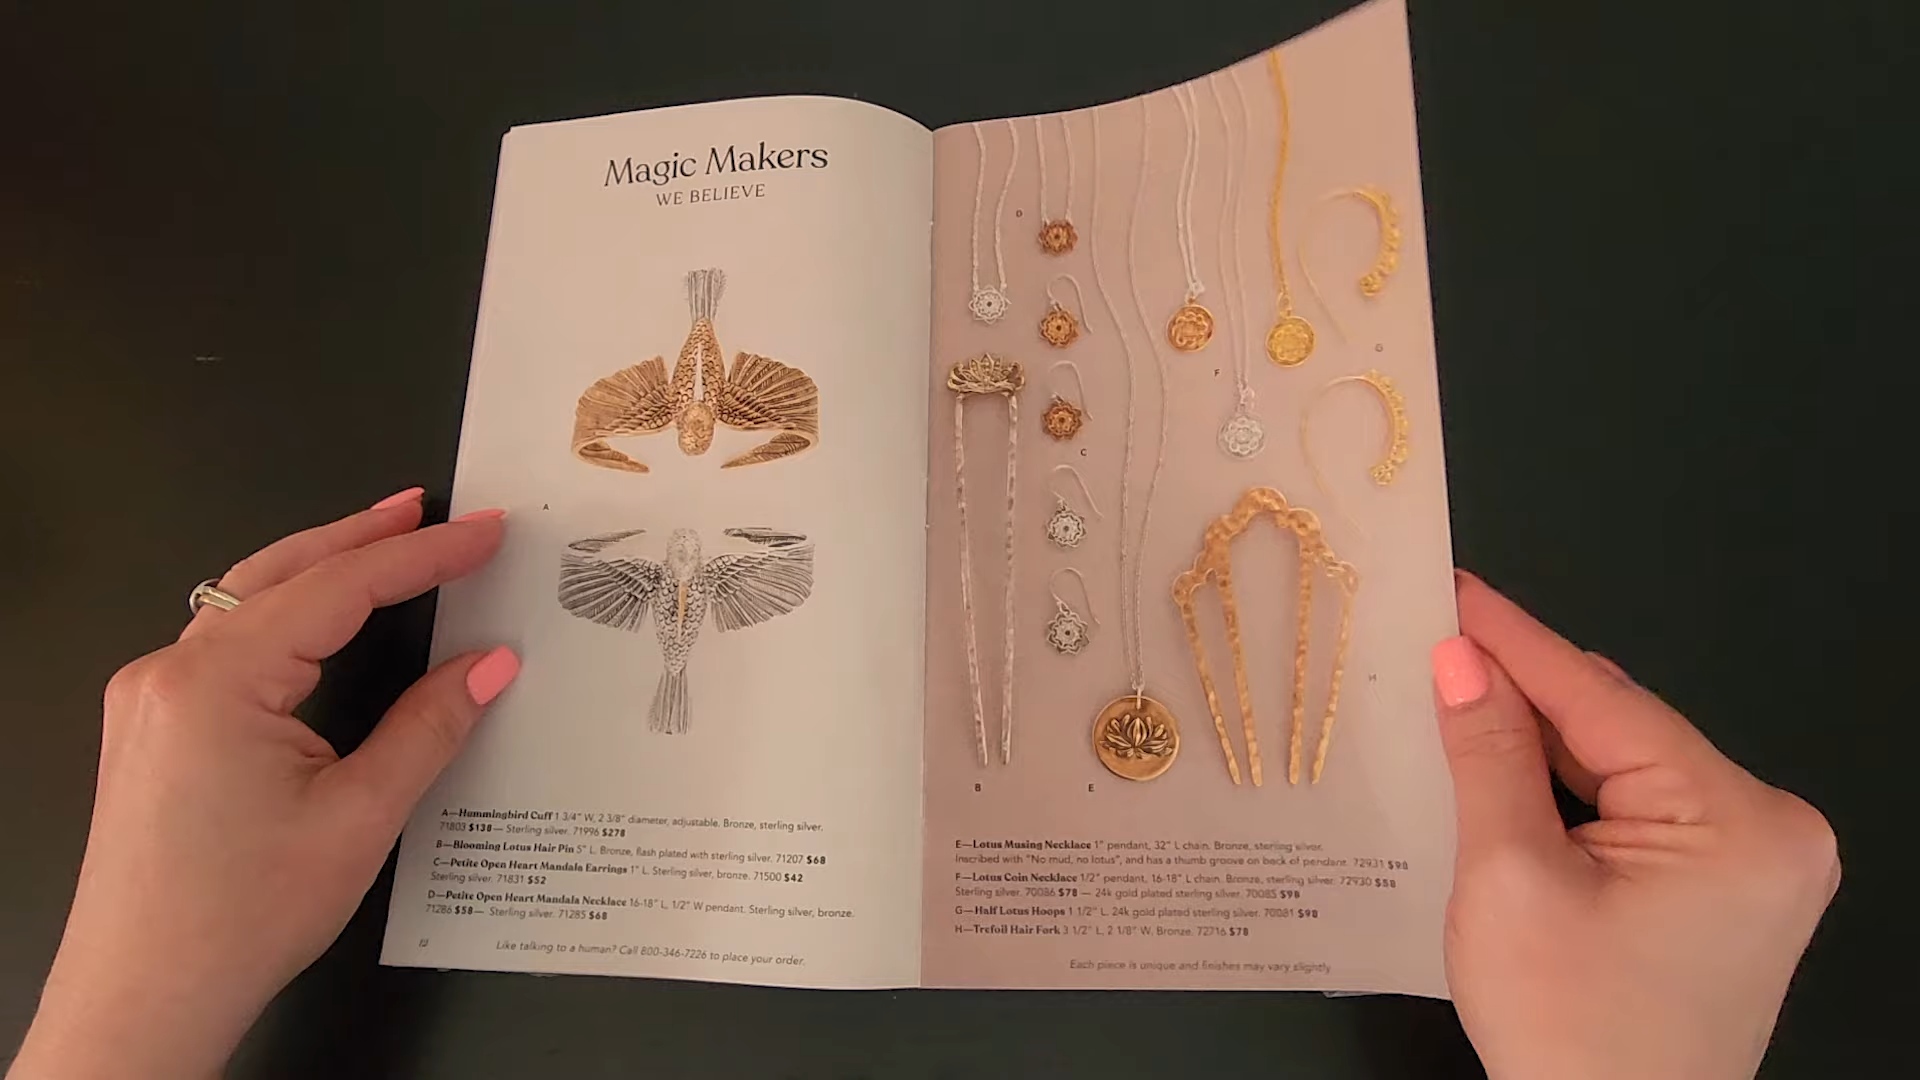 Magic Makers
WE BELIEVE
A
A—Hummingbird Cuff 1 3/4" W, 2 3/8" diameter, adjustable. Bronze, sterling silver.
71803 $138— Sterling silver. 71996 $278
B—Blooming Lotus Hair Pin 5" L. Bronze, flash plated with sterling silver. 71207 $68
C—Petite Open Heart Mandala Earrings 1" L. Sterling silver, bronze. 71500 $42
Sterling silver. 71831 $52
D—Petite Open Heart Mandala Necklace 16-18" L, 1/2" W pendant. Sterling silver, bronze.
71286 $58— Sterling silver. 71285 $68
Like talking to a human? Call 800-346-7226 to place your order.
D
G
F
C
H
B
E
E—Lotus Musing Necklace 1" pendant, 32" L chain. Bronze, sterling silver.
Inscribed with "No mud, no lotus", and has a thumb groove on back of pendant. 72931 $98
F—Lotus Coin Necklace 1/2" pendant, 16-18" L chain. Bronze, sterling silver. 72930 $58
Sterling silver. 70086 $78 — 24k gold plated sterling silver. 70085 $98
G—Half Lotus Hoops 1 1/2" L. 24k gold plated sterling silver. 70081 $98
H—Trefoil Hair Fork 3 1/2" L, 2 1/8" W. Bronze. 72716 $78
Each piece is unique and finishes may vary slightly